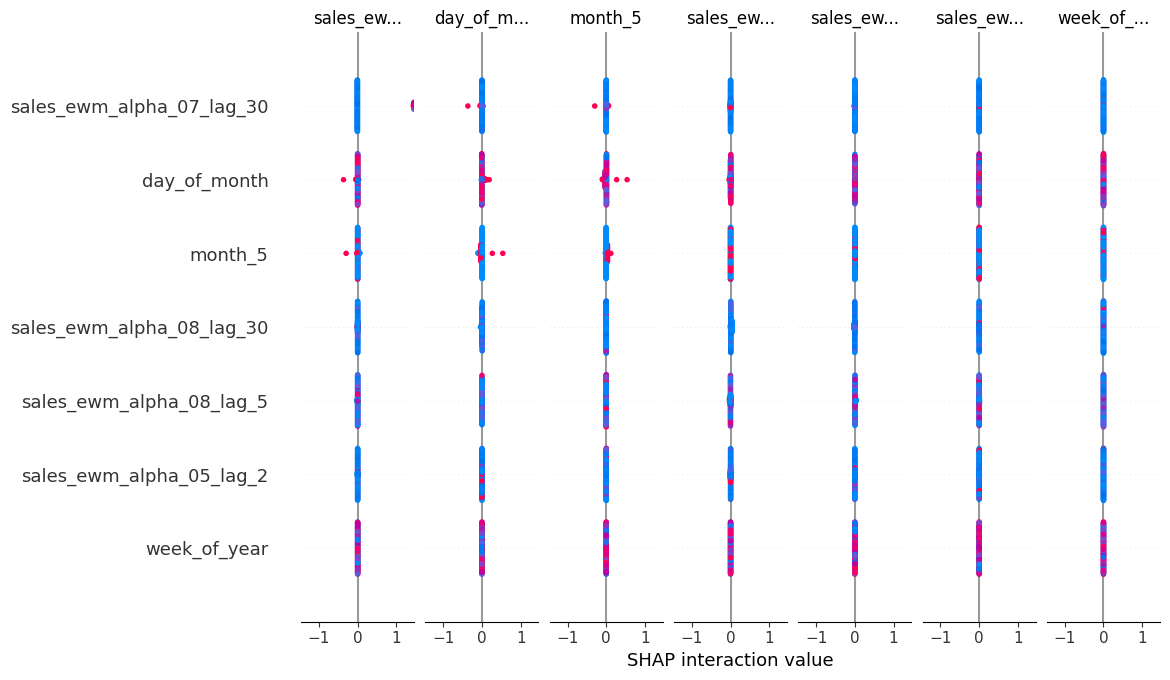 sales_ew... day_of_m... month_5 sales_ew... sales_ew... sales_ew... week_of_...
sales_ewm_alpha_07_lag_30
day_of_month
month_5
sales_ewm_alpha_08_lag_30
sales_ewm_alpha_08_lag_5
sales_ewm_alpha_05_lag_2
week_of_year
−1 0 1 −1 0 1 −1 0 1 −1 0 1 −1 0 1 −1 0 1 −1 0 1
SHAP interaction value